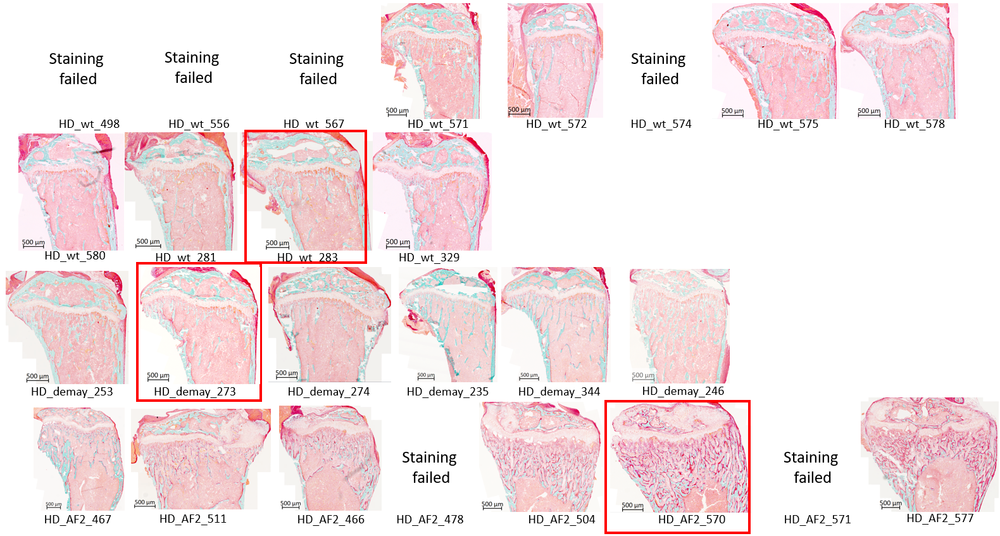 Staining
failed
Staining
failed
Staining
failed
Staining
failed
500 µm
500 µm
500 µm
500 µm
HD_wt_498
HD_wt_556
HD_wt_567
HD_wt_571
HD_wt_572
HD_wt_574
HD_wt_575
HD_wt_578
500 µm
500 µm
500 µm
500 µm
HD_wt_580
HD_wt_281
HD_wt_283
HD_wt_329
500 µm
500 µm
500 µm
500 µm
500 µm
500 µm
HD_demay_253
HD_demay_273
HD_demay_274
HD_demay_235
HD_demay_344
HD_demay_246
Staining
failed
Staining
failed
500 µm
500 µm
500 µm
500 µm
500 µm
500 µm
HD_AF2_467
HD_AF2_511
HD_AF2_466
HD_AF2_478
HD_AF2_504
HD_AF2_570
HD_AF2_571
HD_AF2_577